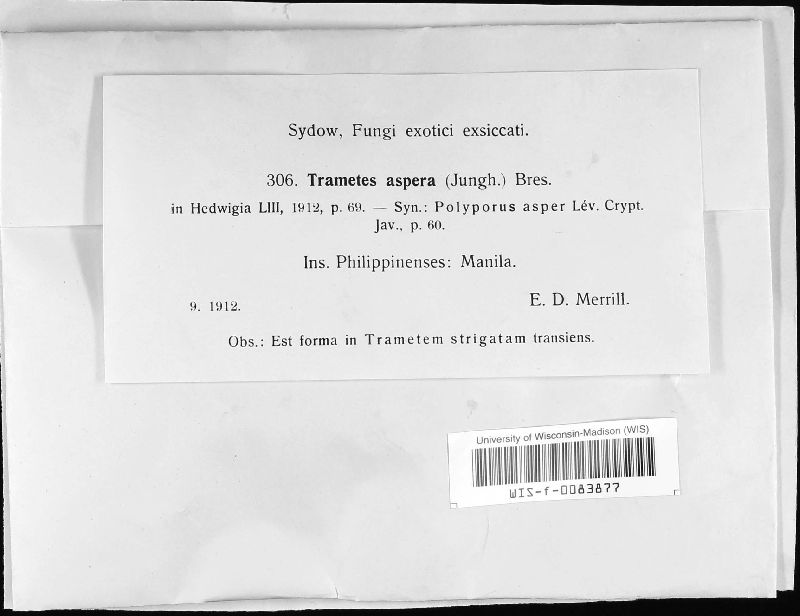 Sydow, Fungi exotici exsiccati.
306. Trametes aspera (Jungh.) Bres.
in Hedwigia LIII, 1912, p. 69. — Syn.: Polyporus asper Lév. Crypt.
Jav., p. 60.
Ins. Philippinenses: Manila.
9. 1912.
E. D. Merrill.
Obs.: Est forma in Trametem strigatam transiens.
University of Wisconsin-Madison (WIS)
WIS-f-0083877